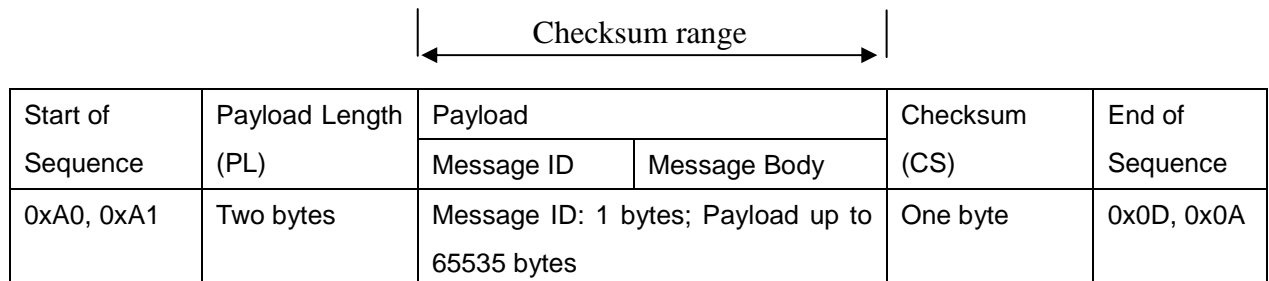 Checksum range
Start of Sequence
Payload Length (PL)
Payload
Message ID
Message Body
Checksum (CS)
End of Sequence
0xA0, 0xA1
Two bytes
Message ID: 1 bytes; Payload up to
65535 bytes
One byte
0x0D, 0x0A